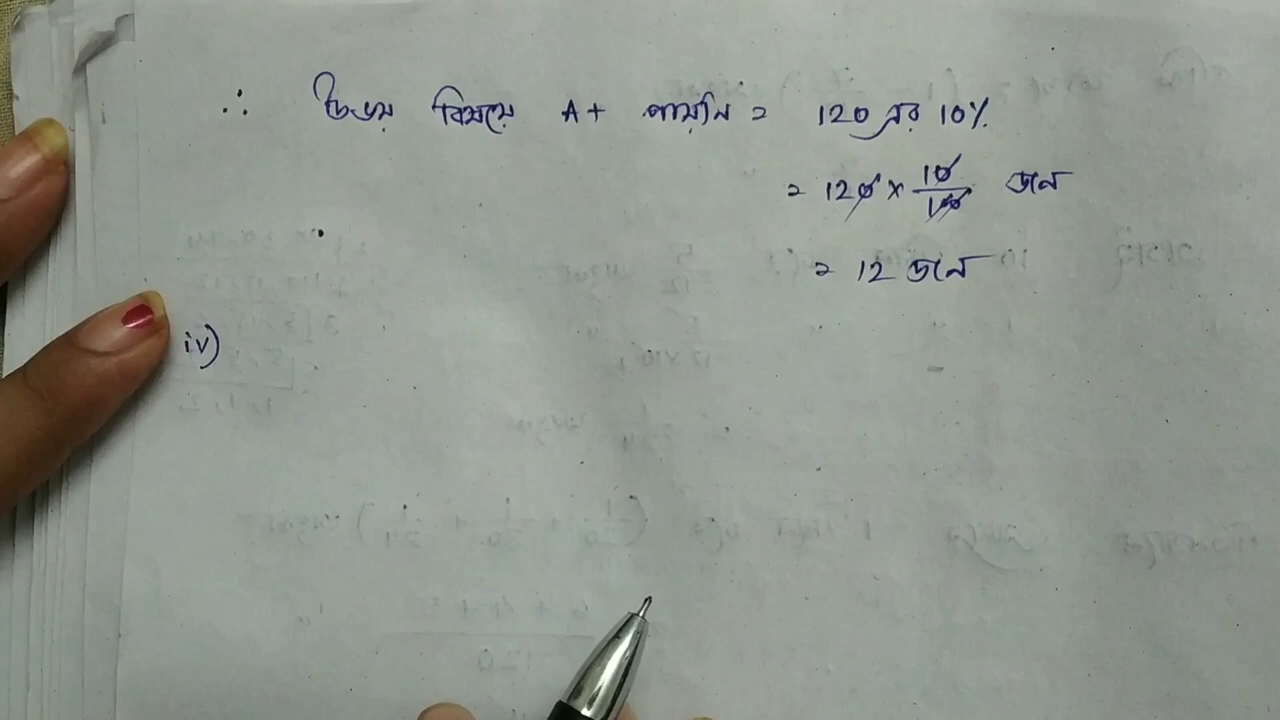 ∴ উভয় বিষয়ে A+ পায়নি = 120 এর 10%
= 120 × 10/100 জনে
= 12 জনে
iv)